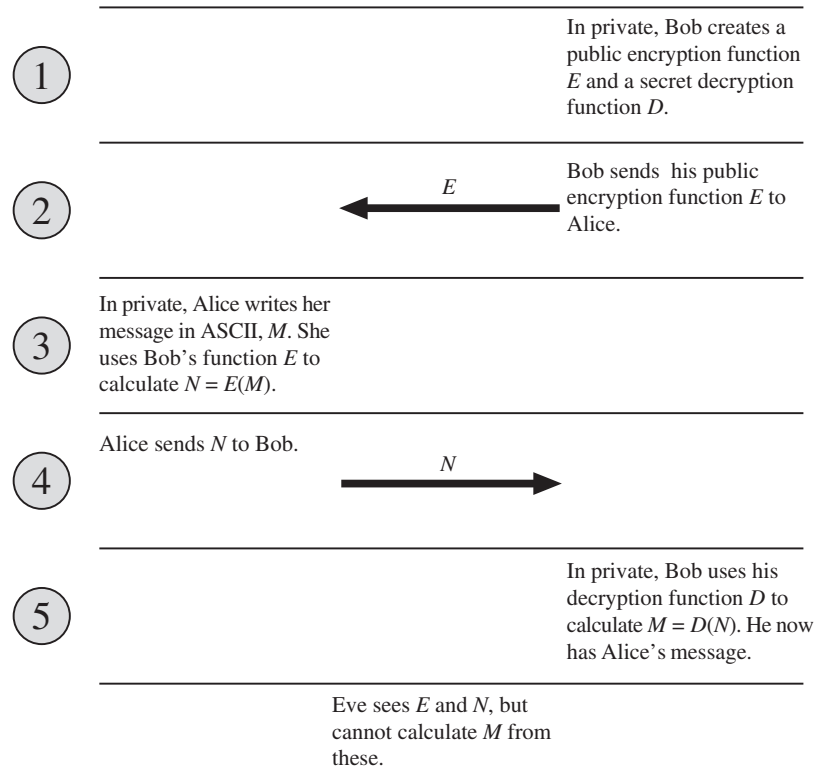 1
In private, Bob creates a
public encryption function
E and a secret decryption
function D.
2
E
Bob sends his public
encryption function E to
Alice.
3
In private, Alice writes her
message in ASCII, M. She
uses Bob’s function E to
calculate N = E(M).
4
Alice sends N to Bob.
N
5
In private, Bob uses his
decryption function D to
calculate M = D(N). He now
has Alice’s message.
Eve sees E and N, but
cannot calculate M from
these.